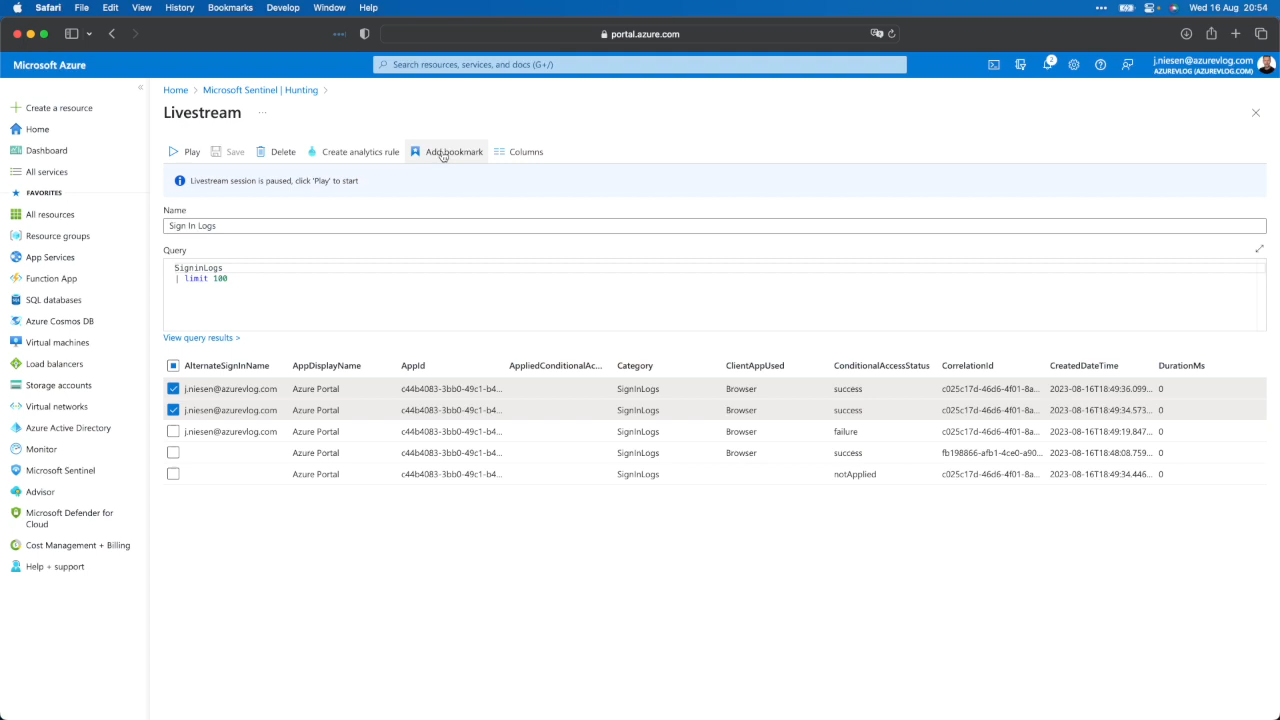 Safari File Edit View History Bookmarks Develop Window Help Wed 16 Aug 20:54
portal.azure.com
Microsoft Azure
Search resources, services, and docs (G+/)
2
j.niesen@azurevlog.com
AZUREVLOG (AZUREVLOG.COM)
Create a resource
Home
Dashboard
All services
FAVORITES
All resources
Resource groups
App Services
Function App
SQL databases
Azure Cosmos DB
Virtual machines
Load balancers
Storage accounts
Virtual networks
Azure Active Directory
Monitor
Microsoft Sentinel
Advisor
Microsoft Defender for
Cloud
Cost Management + Billing
Help + support
Home > Microsoft Sentinel | Hunting >
Livestream ...
Play Save Delete Create analytics rule Add bookmark Columns
Livestream session is paused, click 'Play' to start
Name
Sign In Logs
Query
SigninLogs
| limit 100
View query results >
AlternateSignInName AppDisplayName AppId AppliedConditionalAc... Category ClientAppUsed ConditionalAccessStatus CorrelationId CreatedDateTime DurationMs
j.niesen@azurevlog.com Azure Portal c44b4083-3bb0-49c1-b4... SignInLogs Browser success c025c17d-46d6-4f01-8a... 2023-08-16T18:49:36.099... 0
j.niesen@azurevlog.com Azure Portal c44b4083-3bb0-49c1-b4... SignInLogs Browser success c025c17d-46d6-4f01-8a... 2023-08-16T18:49:34.573... 0
j.niesen@azurevlog.com Azure Portal c44b4083-3bb0-49c1-b4... SignInLogs Browser failure c025c17d-46d6-4f01-8a... 2023-08-16T18:49:19.847... 0
Azure Portal c44b4083-3bb0-49c1-b4... SignInLogs Browser success fb198866-afb1-4ce0-a90... 2023-08-16T18:48:08.759... 0
Azure Portal c44b4083-3bb0-49c1-b4... SignInLogs notApplied c025c17d-46d6-4f01-8a... 2023-08-16T18:49:34.446... 0